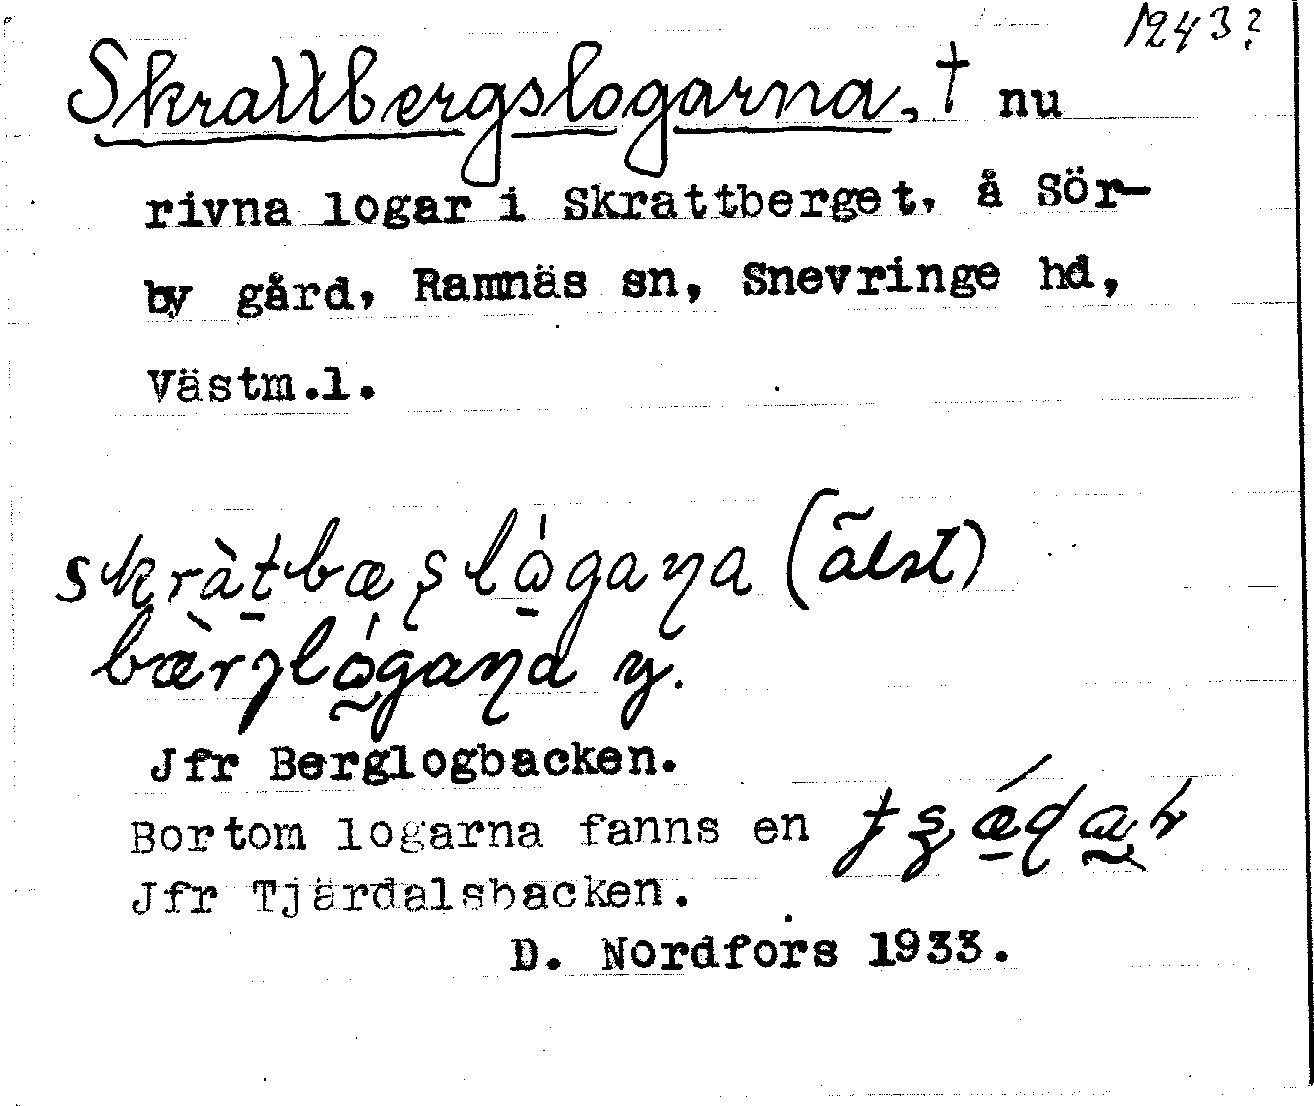 1243?
Skrattbergslogarna, † nu
rivna logar i Skrattberget, å Sör-
by gård, Ramnäs sn, Snevringe hd,
Västm.l.
(älst)
y.
Jfr Berglogbacken.
Bortom logarna fanns en
Jfr Tjärdalsbacken.
D. Nordfors 1933.